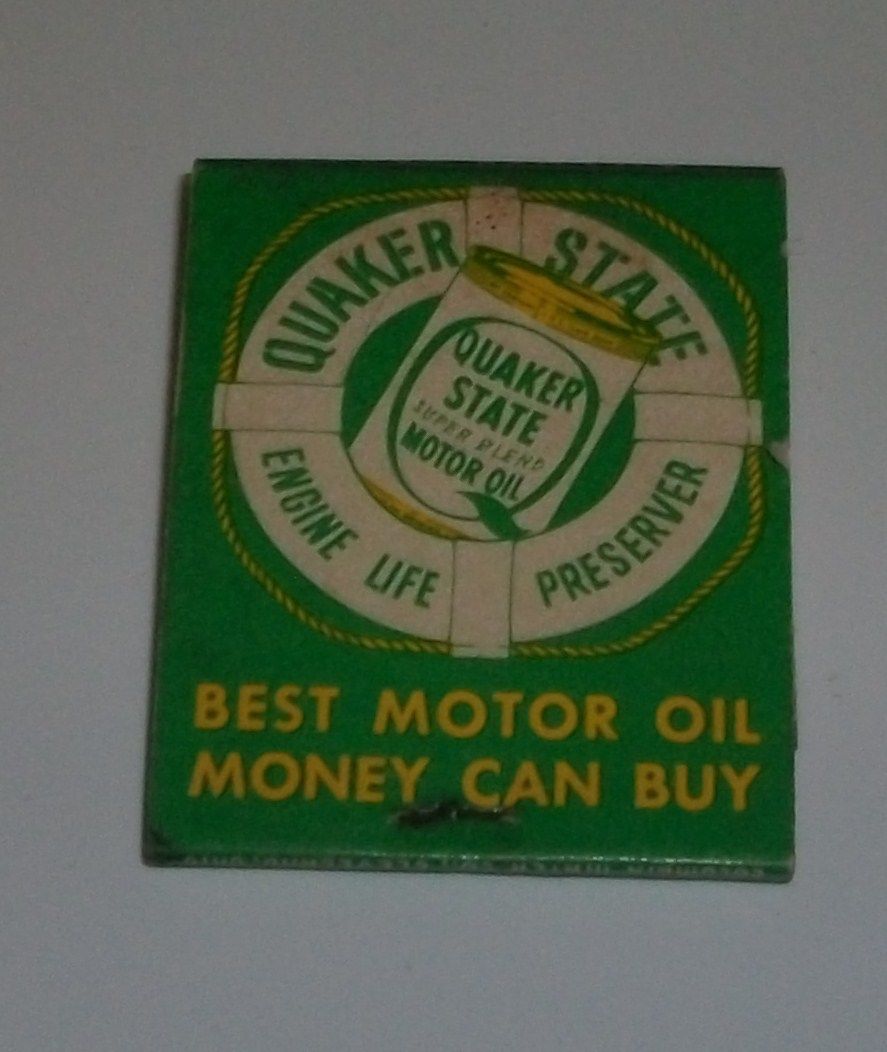 QUAKER STATE
QUAKER
STATE
SUPER BLEND
MOTOR OIL
ENGINE LIFE PRESERVER
BEST MOTOR OIL
MONEY CAN BUY